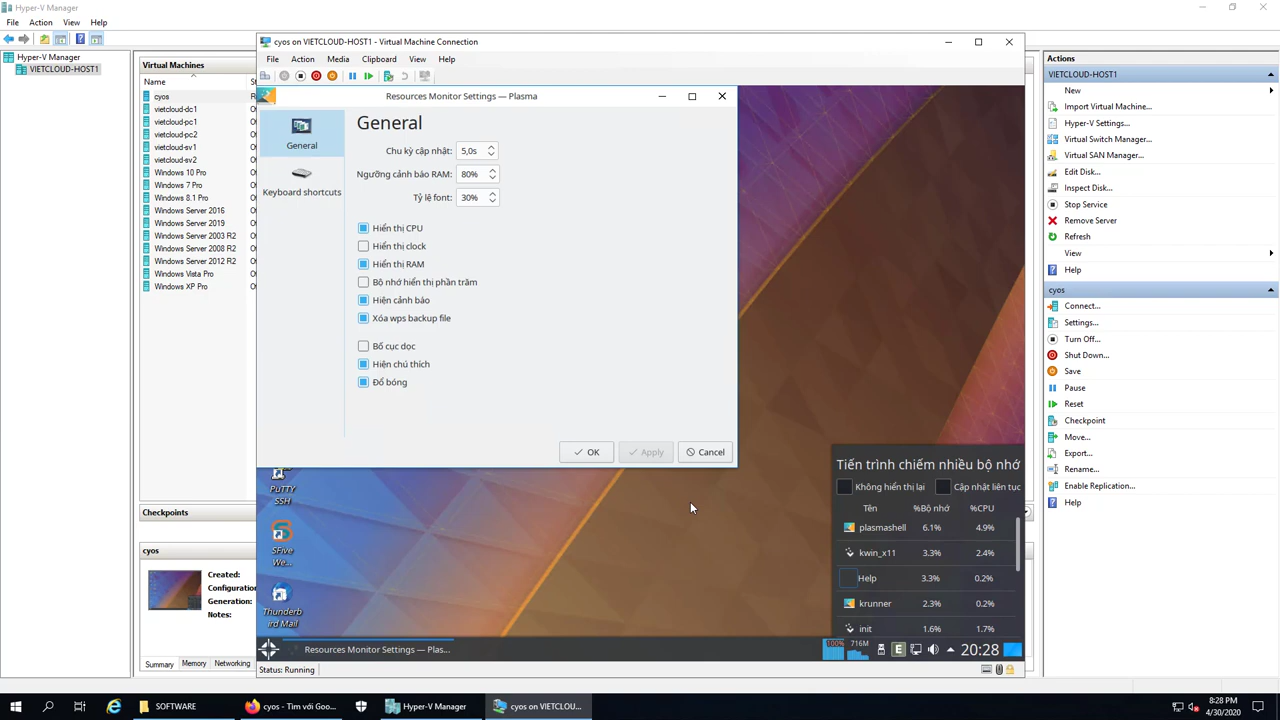 Hyper-V Manager
File Action View Help
Hyper-V Manager
VIETCLOUD-HOST1
Virtual Machines
Name
cyos
vietcloud-dc1
vietcloud-pc1
vietcloud-pc2
vietcloud-sv1
vietcloud-sv2
Windows 10 Pro
Windows 7 Pro
Windows 8.1 Pro
Windows Server 2016
Windows Server 2019
Windows Server 2003 R2
Windows Server 2008 R2
Windows Server 2012 R2
Windows Vista Pro
Windows XP Pro
Checkpoints
cyos
Created:
Configuration
Generation:
Notes:
Summary Memory Networking
cyos on VIETCLOUD-HOST1 - Virtual Machine Connection
File Action Media Clipboard View Help
Resources Monitor Settings — Plasma
General
Keyboard shortcuts
General
Chu kỳ cập nhật: 5,0s
Ngưỡng cảnh báo RAM: 80%
Tỷ lệ font: 30%
Hiển thị CPU
Hiển thị clock
Hiển thị RAM
Bộ nhớ hiển thị phần trăm
Hiện cảnh báo
Xóa wps backup file
Bố cục dọc
Hiện chú thích
Đổ bóng
OK Apply Cancel
PuTTY
SSH
SFive
We...
Thunderb
ird Mail
Tiến trình chiếm nhiều bộ nhớ
Không hiển thị lại Cập nhật liên tục
Tên %Bộ nhớ %CPU
plasmashell 6.1% 4.9%
kwin_x11 3.3% 2.4%
Help 3.3% 0.2%
krunner 2.3% 0.2%
init 1.6% 1.7%
Resources Monitor Settings — Plas...
100% 716M E 20:28
Status: Running
Actions
VIETCLOUD-HOST1
New
Import Virtual Machine...
Hyper-V Settings...
Virtual Switch Manager...
Virtual SAN Manager...
Edit Disk...
Inspect Disk...
Stop Service
Remove Server
Refresh
View
Help
cyos
Connect...
Settings...
Turn Off...
Shut Down...
Save
Pause
Reset
Checkpoint
Move...
Export...
Rename...
Enable Replication...
Help
SOFTWARE
cyos - Tìm với Goo...
Hyper-V Manager
cyos on VIETCLOU...
8:28 PM
4/30/2020